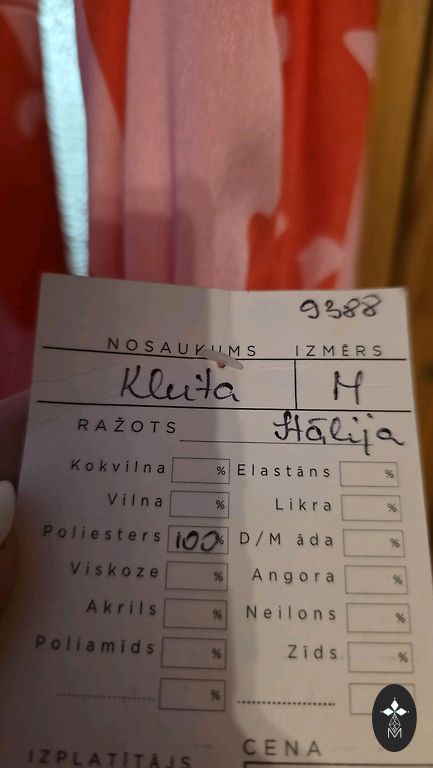 9388
NOSAUKUMS IZMĒRS
Kleita M
RAŽOTS Itālija
Kokvilna % Elastāns %
Vilna % Likra %
Poliesters 100% D/M āda %
Viskoze % Angora %
Akrils % Neilons %
Poliamīds % Zīds %
.................. % ..................
IZPLATĪTĀJS CENA